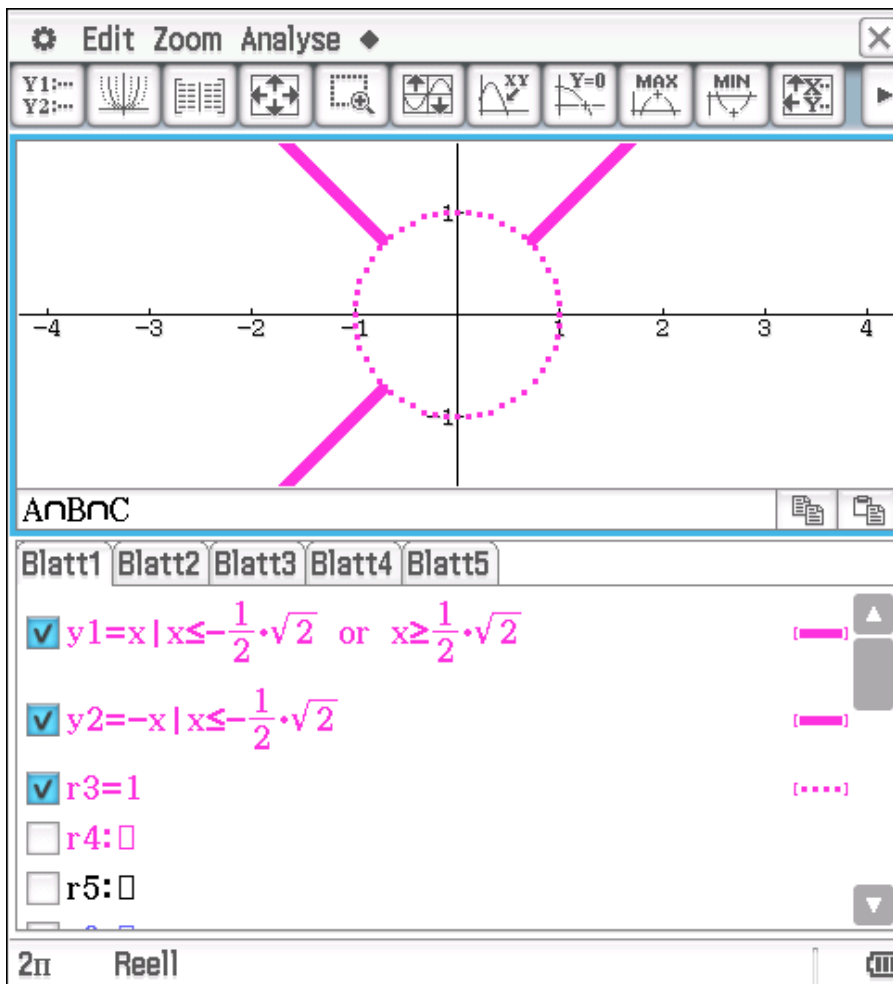 Edit Zoom Analyse ◆
Y1:… Y2:… XY Y=0 MAX MIN X.. Y..
1
-4 -3 -2 -1 1 2 3 4
-1
A∩B∩C
Blatt1 Blatt2 Blatt3 Blatt4 Blatt5
y1=x|x≤-1/2·√2 or x≥1/2·√2
y2=-x|x≤-1/2·√2
r3=1
r4:▯
r5:▯
2π Reell